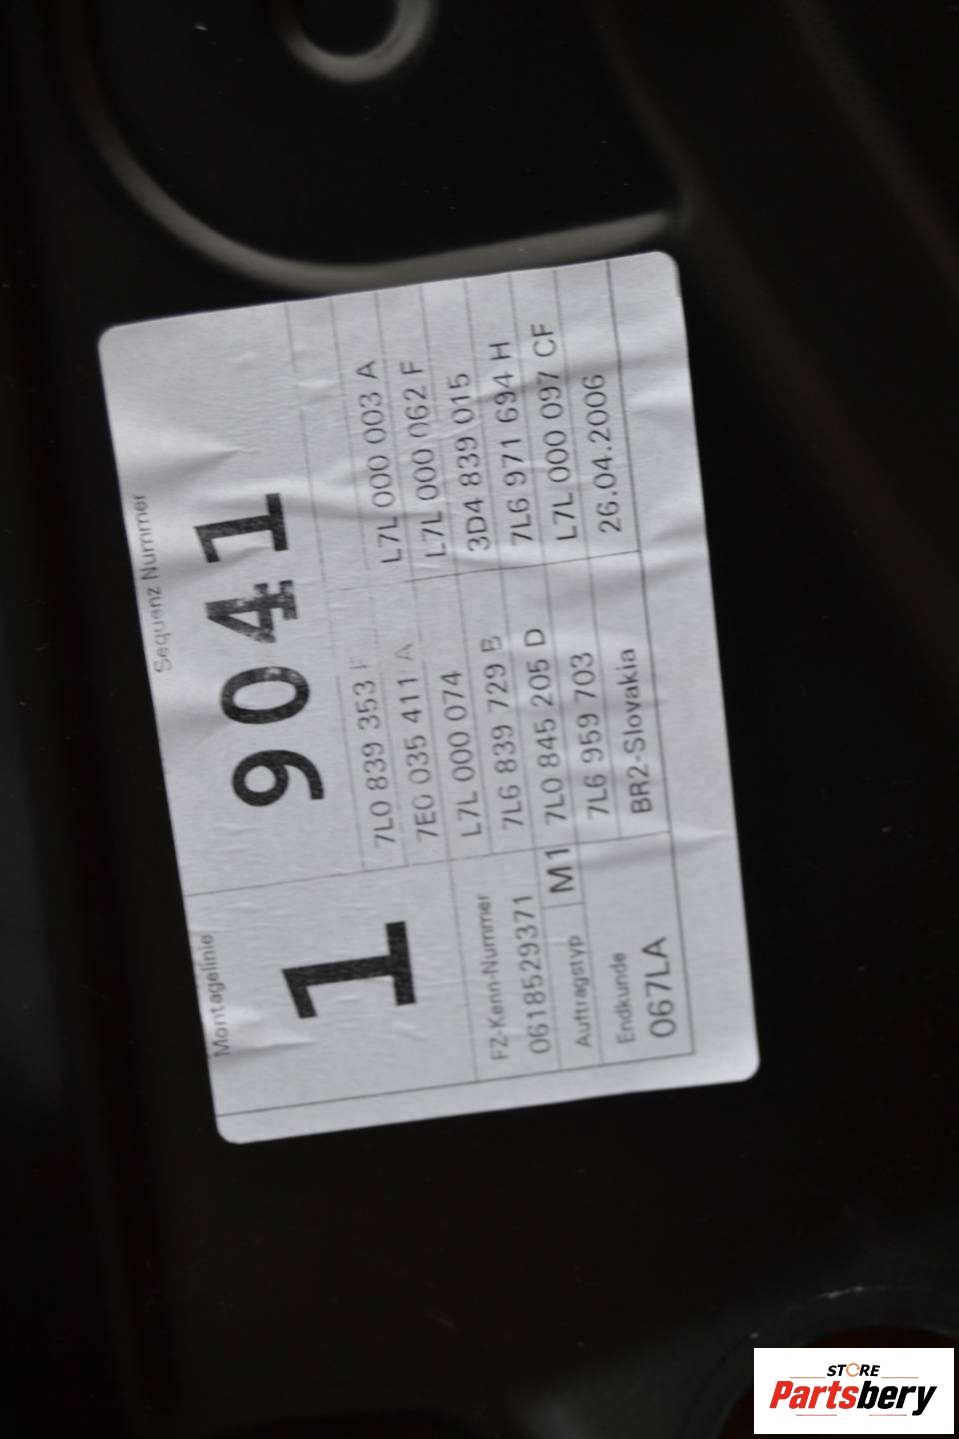 Montagelinie
1
Sequenz Nummer
9041
7L0 839 353 F
7E0 035 411 A
L7L 000 003 A
L7L 000 074
L7L 000 062 F
7L6 839 729 B
3D4 839 015
7L0 845 205 D
7L6 971 694 H
7L6 959 703
L7L 000 097 CF
BR2-Slovakia
26.04.2006
FZ-Kenn-Nummer
0618529371
Auftragstyp
M1
Endkunde
067LA
STORE
Partsbery